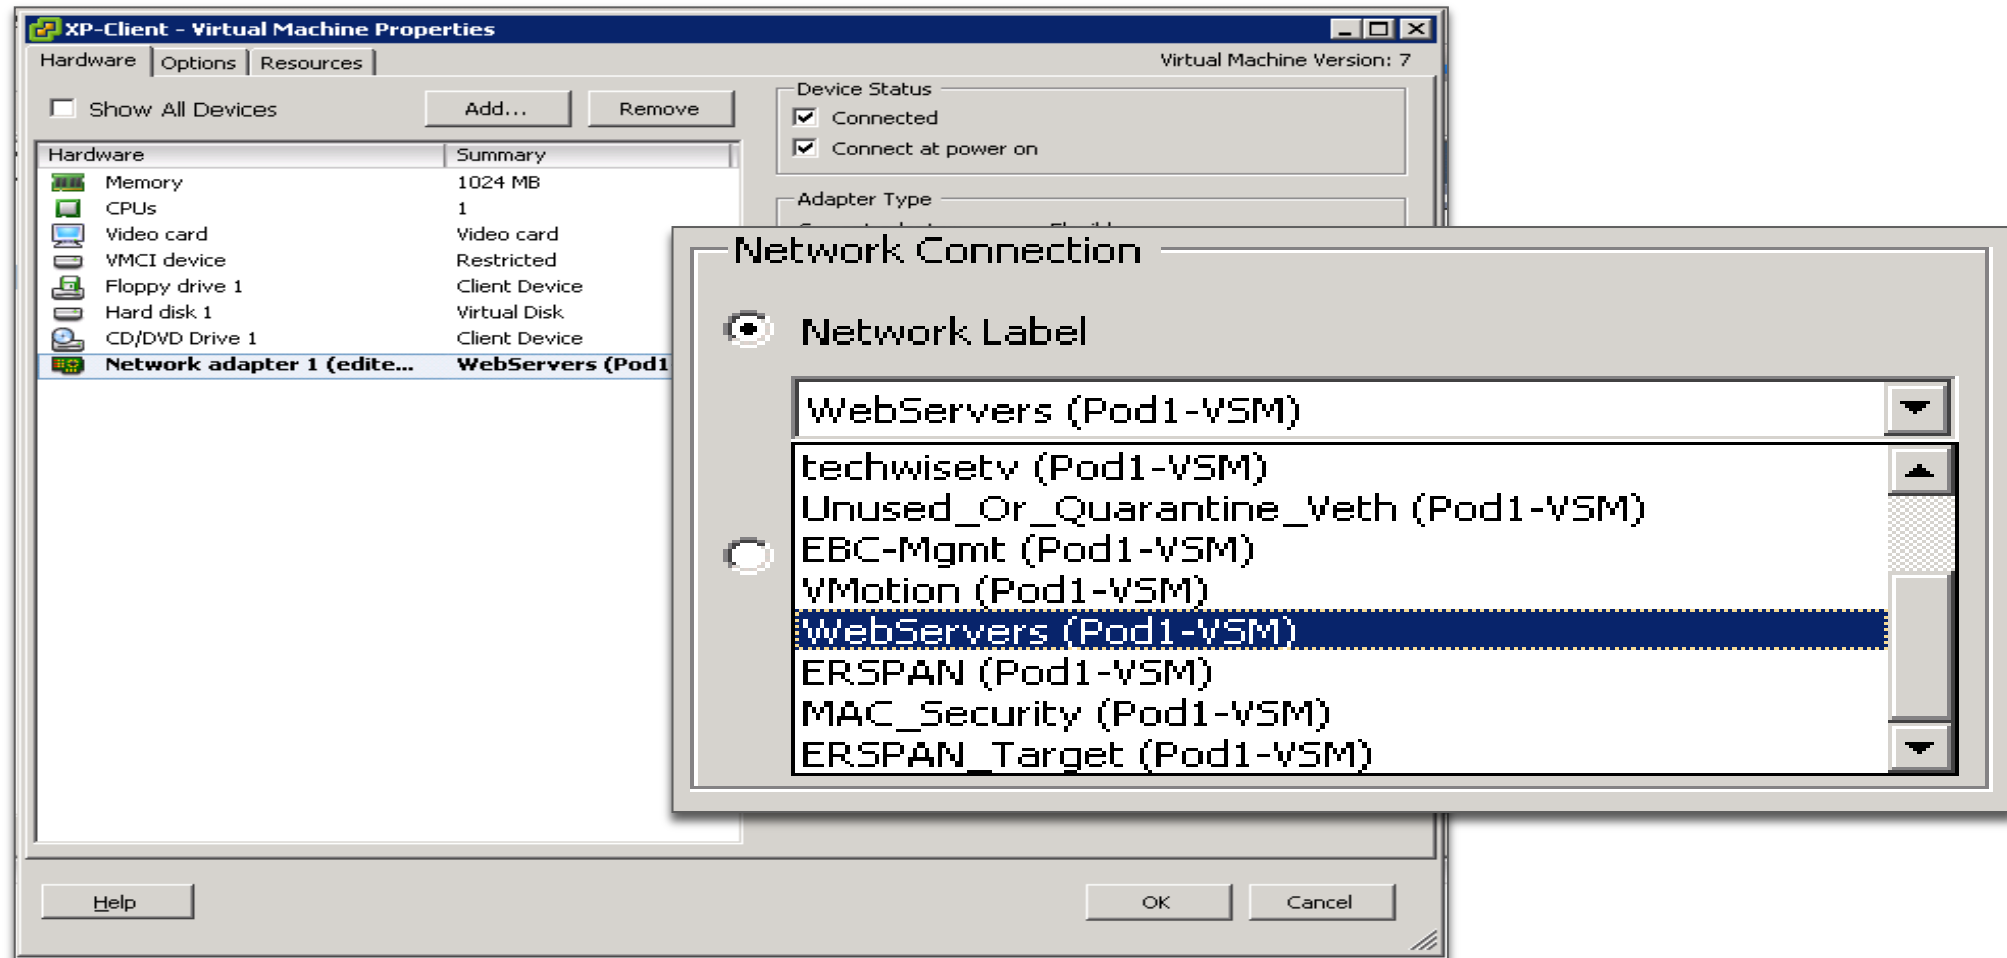 XP-Client - Virtual Machine Properties
Hardware Options Resources
Virtual Machine Version: 7
Show All Devices
Add...
Remove
Hardware Summary
Memory 1024 MB
CPUs 1
Video card Video card
VMCI device Restricted
Floppy drive 1 Client Device
Hard disk 1 Virtual Disk
CD/DVD Drive 1 Client Device
Network adapter 1 (edite... WebServers (Pod1
Device Status
Connected
Connect at power on
Adapter Type
Network Connection
Network Label
WebServers (Pod1-VSM)
techwisetv (Pod1-VSM)
Unused_Or_Quarantine_Veth (Pod1-VSM)
EBC-Mgmt (Pod1-VSM)
VMotion (Pod1-VSM)
WebServers (Pod1-VSM)
ERSPAN (Pod1-VSM)
MAC_Security (Pod1-VSM)
ERSPAN_Target (Pod1-VSM)
Help
OK
Cancel